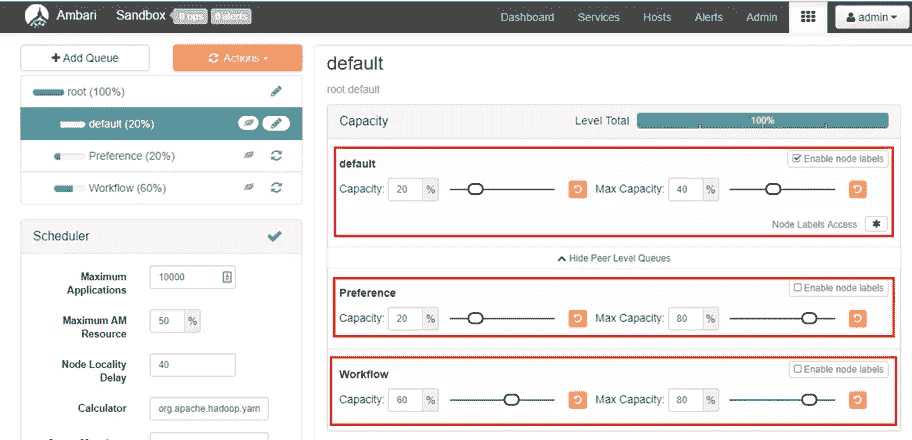 Ambari Sandbox 0 ops 0 alerts Dashboard Services Hosts Alerts Admin admin
Add Queue Actions
root (100%)
default (20%)
Preference (20%)
Workflow (60%)
Scheduler
Maximum Applications 10000
Maximum AM Resource 50 %
Node Locality Delay 40
Calculator org.apache.hadoop.yarn
default
root.default
Capacity Level Total 100%
default Enable node labels
Capacity: 20 % Max Capacity: 40 %
Node Labels Access *
Hide Peer Level Queues
Preference Enable node labels
Capacity: 20 % Max Capacity: 80 %
Workflow Enable node labels
Capacity: 60 % Max Capacity: 80 %